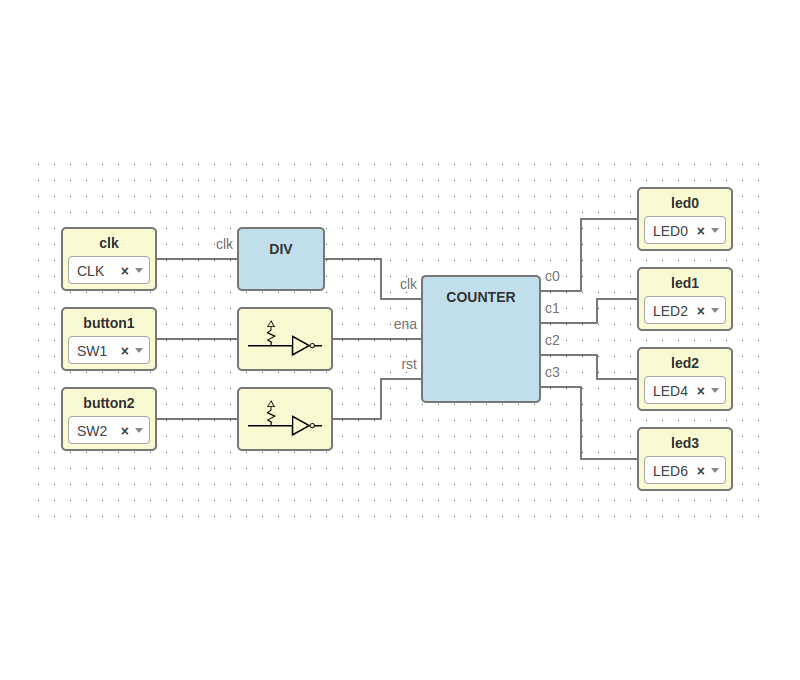 clk
CLK × 
clk
DIV
button1
SW1 ×
button2
SW2 ×
clk
ena
rst
COUNTER
c0
c1
c2
c3
led0
LED0 ×
led1
LED2 ×
led2
LED4 ×
led3
LED6 ×